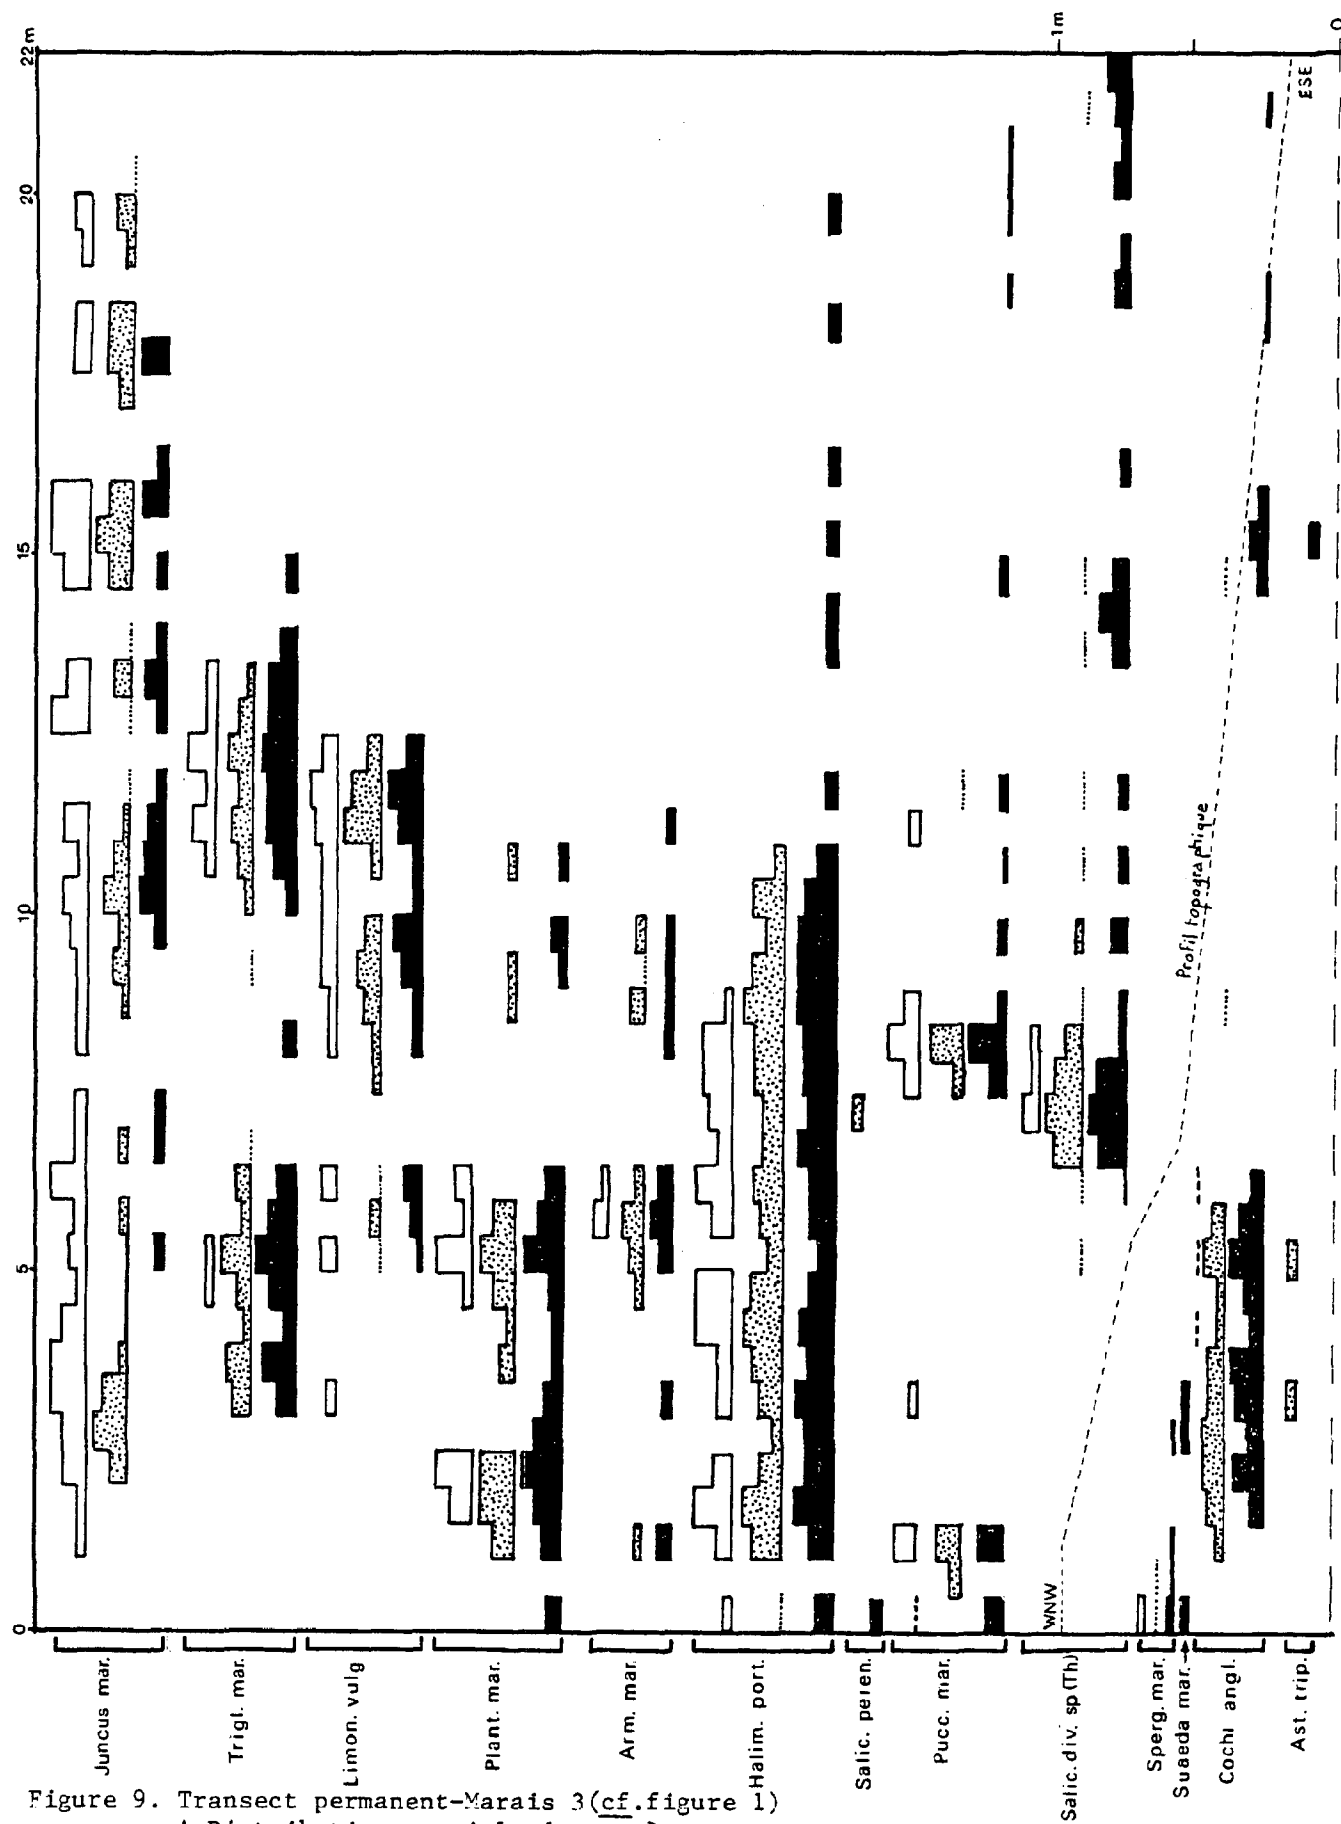 22m
20
15
10
5
0
1m
0
WNW
ESE
Profil topographique
Juncus mar.
Trigl. mar.
Limon. vulg
Plant. mar.
Arm. mar.
Halim. port.
Salic. peren.
Pucc. mar.
Salic. div. sp (Th)
Sperg. mar.
Suaeda mar.
Cochl angl.
Ast. trip.
Figure 9. Transect permanent-Marais 3(cf.figure 1)